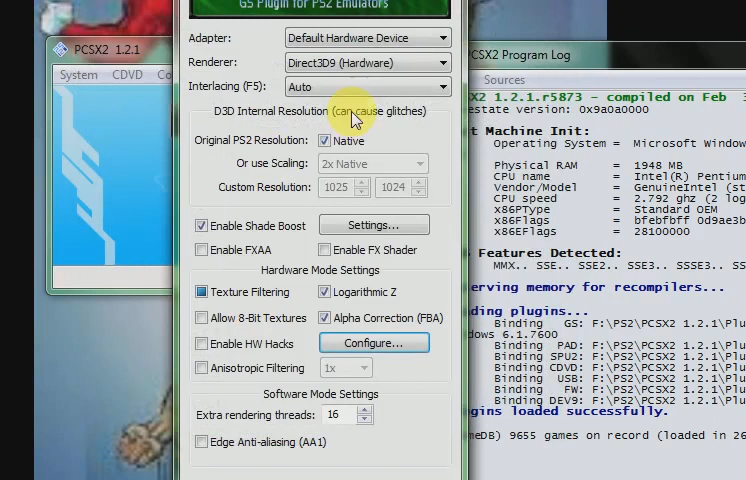 GS Plugin for PS2 Emulators
Adapter: Default Hardware Device
Renderer: Direct3D9 (Hardware)
Interlacing (F5): Auto
D3D Internal Resolution (can cause glitches)
Original PS2 Resolution: Native
Or use Scaling: 2x Native
Custom Resolution: 1025 1024
Enable Shade Boost Settings...
Enable FXAA Enable FX Shader
Hardware Mode Settings
Texture Filtering Logarithmic Z
Allow 8-Bit Textures Alpha Correction (FBA)
Enable HW Hacks Configure...
Anisotropic Filtering 1x
Software Mode Settings
Extra rendering threads: 16
Edge Anti-aliasing (AA1)
PCSX2 1.2.1
System CDVD Co
PCSX2 Program Log
Sources
SX2 1.2.1.r5873 - compiled on Feb 3
estate version: 0x9a0a0000
t Machine Init:
Operating System = Microsoft Window
Physical RAM = 1948 MB
CPU name = Intel(R) Pentium
Vendor/Model = GenuineIntel (st
CPU speed = 2.792 ghz (2 log
x86PType = Standard OEM
x86Flags = bfebfbff 0d9ae3b
x86EFlags = 28100000
S Features Detected:
MMX.. SSE.. SSE2.. SSE3.. SSSE3.. SS
erving memory for recompilers...
ding plugins...
Binding GS: F:\PS2\PCSX2 1.2.1\Plu
ndows 6.1.7600
Binding PAD: F:\PS2\PCSX2 1.2.1\Plu
Binding SPU2: F:\PS2\PCSX2 1.2.1\Plu
Binding CDVD: F:\PS2\PCSX2 1.2.1\Plu
Binding USB: F:\PS2\PCSX2 1.2.1\Plu
Binding FW: F:\PS2\PCSX2 1.2.1\Plu
Binding DEV9: F:\PS2\PCSX2 1.2.1\Plu
gins loaded successfully.
meDB) 9655 games on record (loaded in 26